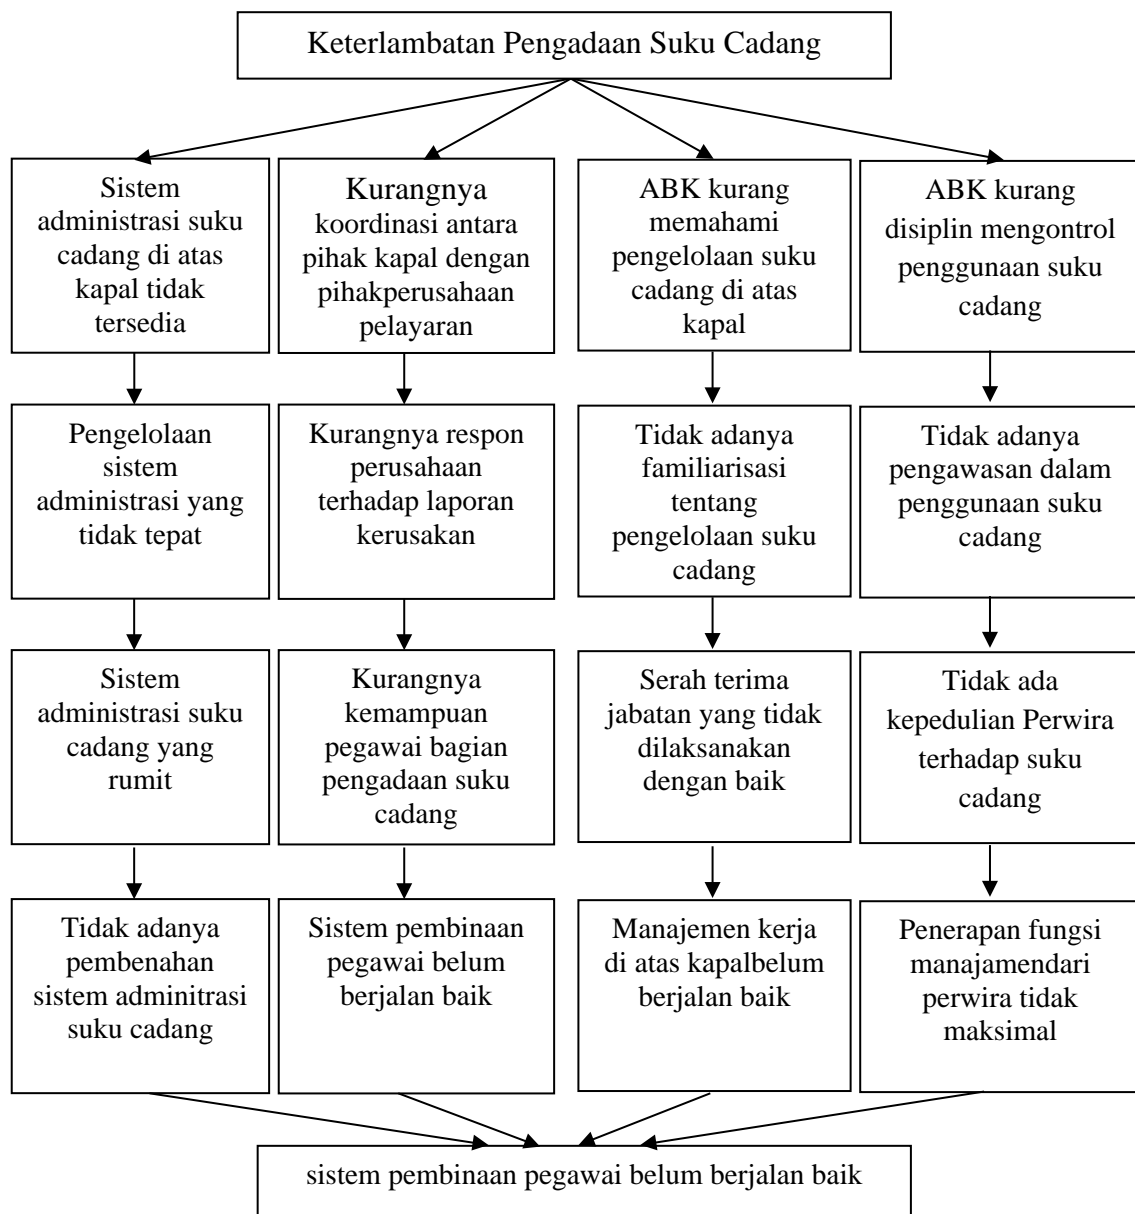 Keterlambatan Pengadaan Suku Cadang
Sistem
administrasi suku
cadang di atas
kapal tidak
tersedia
Kurangnya
koordinasi antara
pihak kapal dengan
pihakperusahaan
pelayaran
ABK kurang
memahami
pengelolaan suku
cadang di atas
kapal
ABK kurang
disiplin mengontrol
penggunaan suku
cadang
Pengelolaan
sistem
administrasi yang
tidak tepat
Kurangnya respon
perusahaan
terhadap laporan
kerusakan
Tidak adanya
familiarisasi
tentang
pengelolaan suku
cadang
Tidak adanya
pengawasan dalam
penggunaan suku
cadang
Sistem
administrasi suku
cadang yang
rumit
Kurangnya
kemampuan
pegawai bagian
pengadaan suku
cadang
Serah terima
jabatan yang tidak
dilaksanakan
dengan baik
Tidak ada
kepedulian Perwira
terhadap suku
cadang
Tidak adanya
pembenahan
sistem adminitrasi
suku cadang
Sistem pembinaan
pegawai belum
berjalan baik
Manajemen kerja
di atas kapalbelum
berjalan baik
Penerapan fungsi
manajamendari
perwira tidak
maksimal
sistem pembinaan pegawai belum berjalan baik